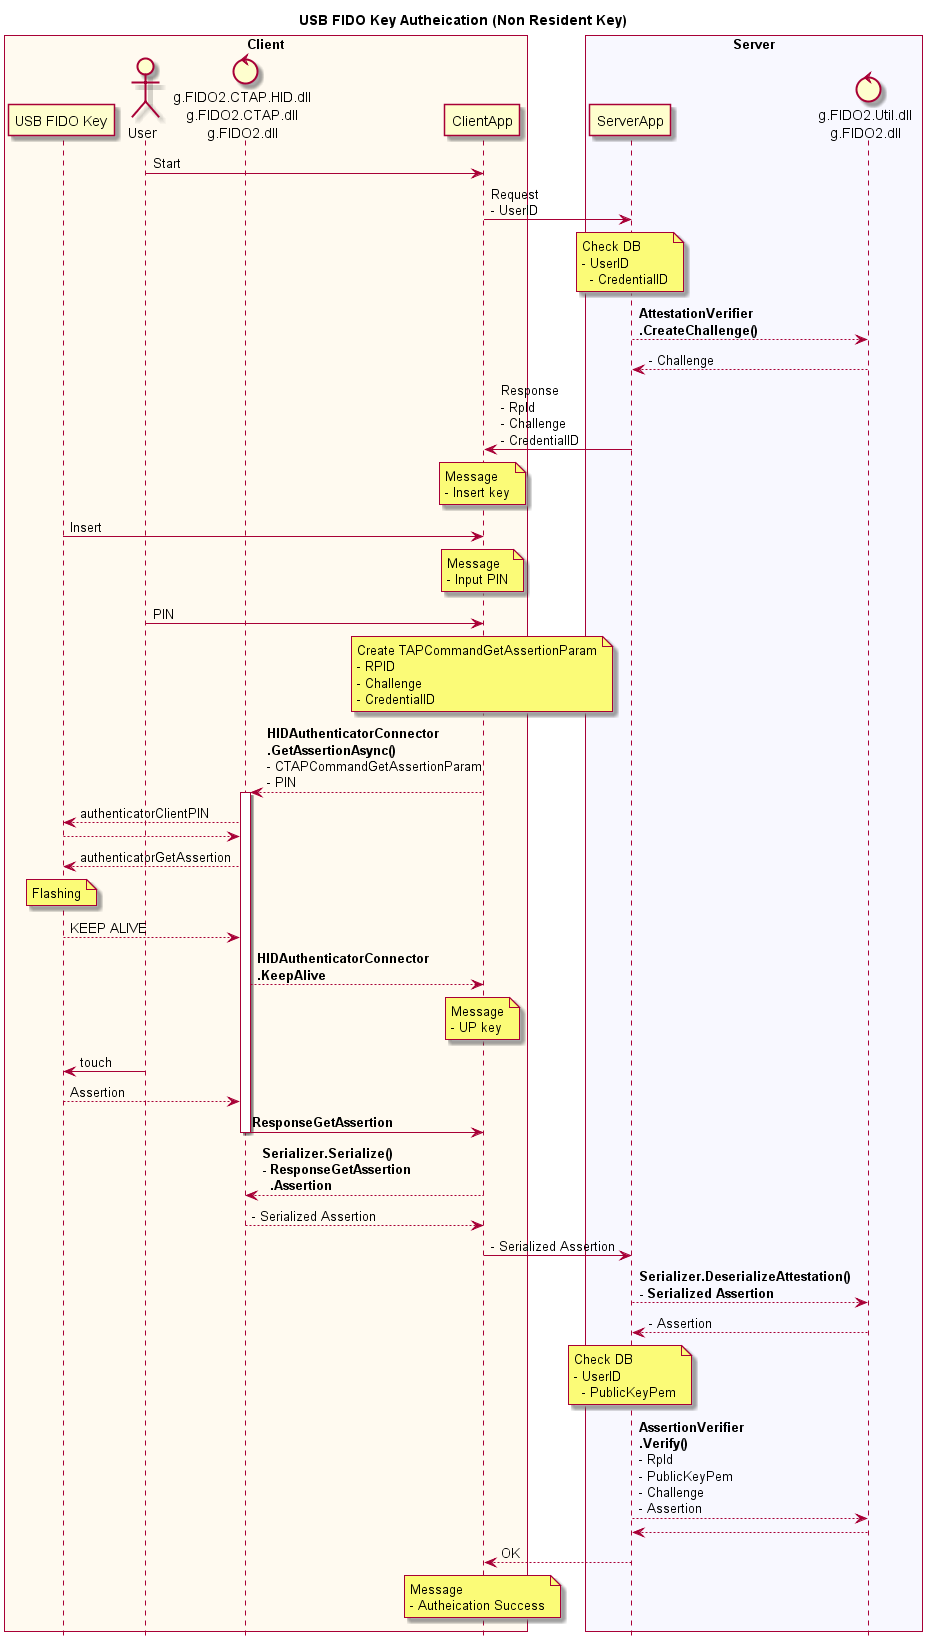 USB FIDO Key Autheication (Non Resident Key)
Client
Server
USB FIDO Key
User
g.FIDO2.CTAP.HID.dll
g.FIDO2.CTAP.dll
g.FIDO2.dll
ClientApp
ServerApp
g.FIDO2.Util.dll
g.FIDO2.dll
Start
Request
- UserID
Check DB
- UserID
- CredentialID
AttestationVerifier
.CreateChallenge()
- Challenge
Response
- RpId
- Challenge
- CredentialID
Message
- Insert key
Insert
Message
- Input PIN
PIN
Create TAPCommandGetAssertionParam
- RPID
- Challenge
- CredentialID
HIDAuthenticatorConnector
.GetAssertionAsync()
- CTAPCommandGetAssertionParam
- PIN
authenticatorClientPIN
authenticatorGetAssertion
Flashing
KEEP ALIVE
HIDAuthenticatorConnector
.KeepAlive
Message
- UP key
touch
Assertion
ResponseGetAssertion
Serializer.Serialize()
- ResponseGetAssertion
.Assertion
- Serialized Assertion
- Serialized Assertion
Serializer.DeserializeAttestation()
- Serialized Assertion
- Assertion
Check DB
- UserID
- PublicKeyPem
AssertionVerifier
.Verify()
- RpId
- PublicKeyPem
- Challenge
- Assertion
OK
Message
- Autheication Success